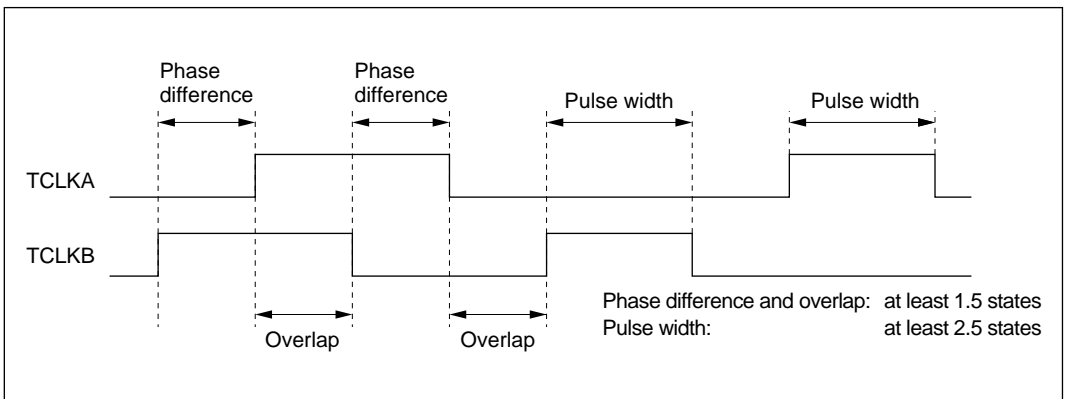 Phase
difference
Phase
difference
Pulse width
Pulse width
TCLKA
TCLKB
Overlap
Overlap
Phase difference and overlap: at least 1.5 states
Pulse width: at least 2.5 states